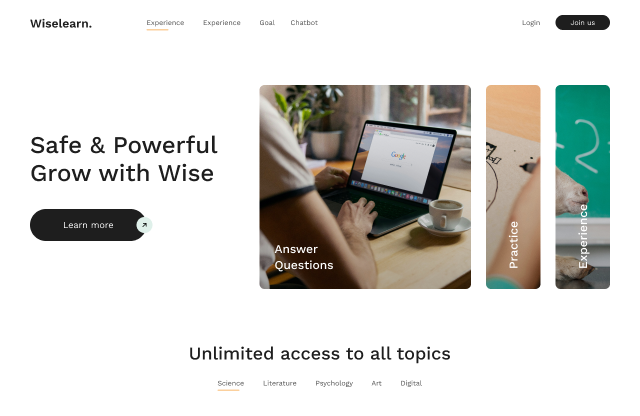 Wiselearn.
Experience
Experience
Goal
Chatbot
Login
Join us
Safe & Powerful
Grow with Wise
Learn more
Google
Answer
Questions
Practice
Experience
Unlimited access to all topics
Science
Literature
Psychology
Art
Digital